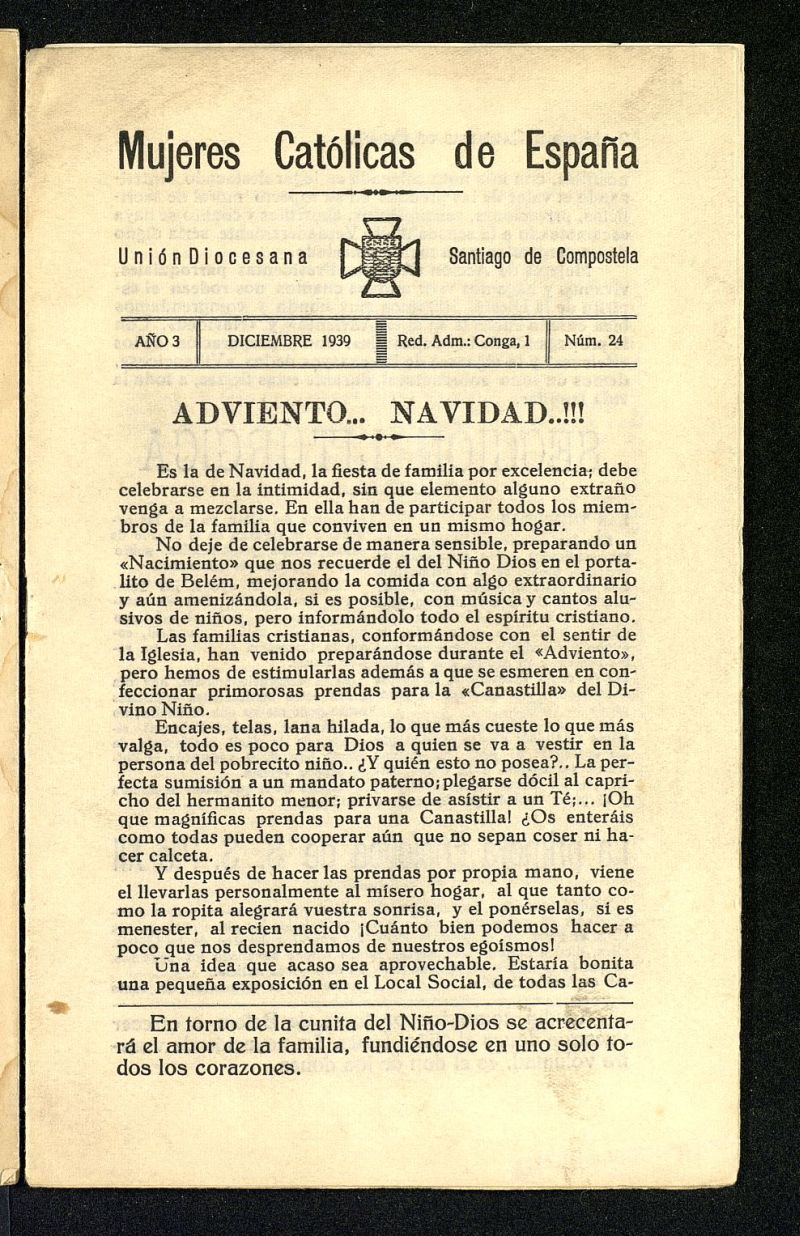 Mujeres Católicas de España
Unión Diocesana
Santiago de Compostela
AÑO 3
DICIEMBRE 1939
Red. Adm.: Conga, 1
Núm. 24
ADVIENTO... NAVIDAD..!!!
Es la de Navidad, la fiesta de familia por excelencia; debe
celebrarse en la intimidad, sin que elemento alguno extraño
venga a mezclarse. En ella han de participar todos los miem-
bros de la familia que conviven en un mismo hogar.
No deje de celebrarse de manera sensible, preparando un
«Nacimiento» que nos recuerde el del Niño Dios en el porta-
lito de Belém, mejorando la comida con algo extraordinario
y aún amenizándola, si es posible, con música y cantos alu-
sivos de niños, pero informándolo todo el espíritu cristiano.
Las familias cristianas, conformándose con el sentir de
la Iglesia, han venido preparándose durante el «Adviento»,
pero hemos de estimularlas además a que se esmeren en con-
feccionar primorosas prendas para la «Canastilla» del Di-
vino Niño.
Encajes, telas, lana hilada, lo que más cueste lo que más
valga, todo es poco para Dios a quien se va a vestir en la
persona del pobrecito niño.. ¿Y quién esto no posea?.. La per-
fecta sumisión a un mandato paterno; plegarse dócil al capri-
cho del hermanito menor; privarse de asistir a un Té;... ¡Oh
que magníficas prendas para una Canastilla! ¿Os enteráis
como todas pueden cooperar aún que no sepan coser ni ha-
cer calceta.
Y después de hacer las prendas por propia mano, viene
el llevarlas personalmente al mísero hogar, al que tanto co-
mo la ropita alegrará vuestra sonrisa, y el ponérselas, si es
menester, al recien nacido ¡Cuánto bien podemos hacer a
poco que nos desprendamos de nuestros egoísmos!
Una idea que acaso sea aprovechable. Estaría bonita
una pequeña exposición en el Local Social, de todas las Ca-
En torno de la cunita del Niño-Dios se acrecenta-
rá el amor de la familia, fundiéndose en uno solo to-
dos los corazones.